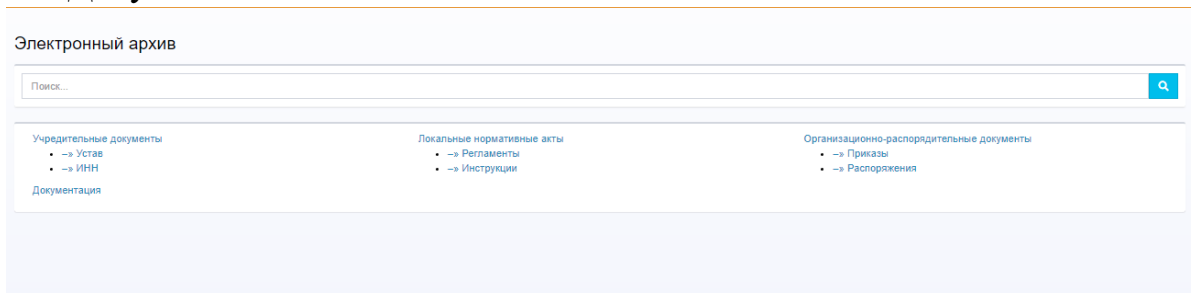 Электронный архив
Поиск...
Учредительные документы
–» Устав
–» ИНН
Документация
Локальные нормативные акты
–» Регламенты
–» Инструкции
Организационно-распорядительные документы
–» Приказы
–» Распоряжения